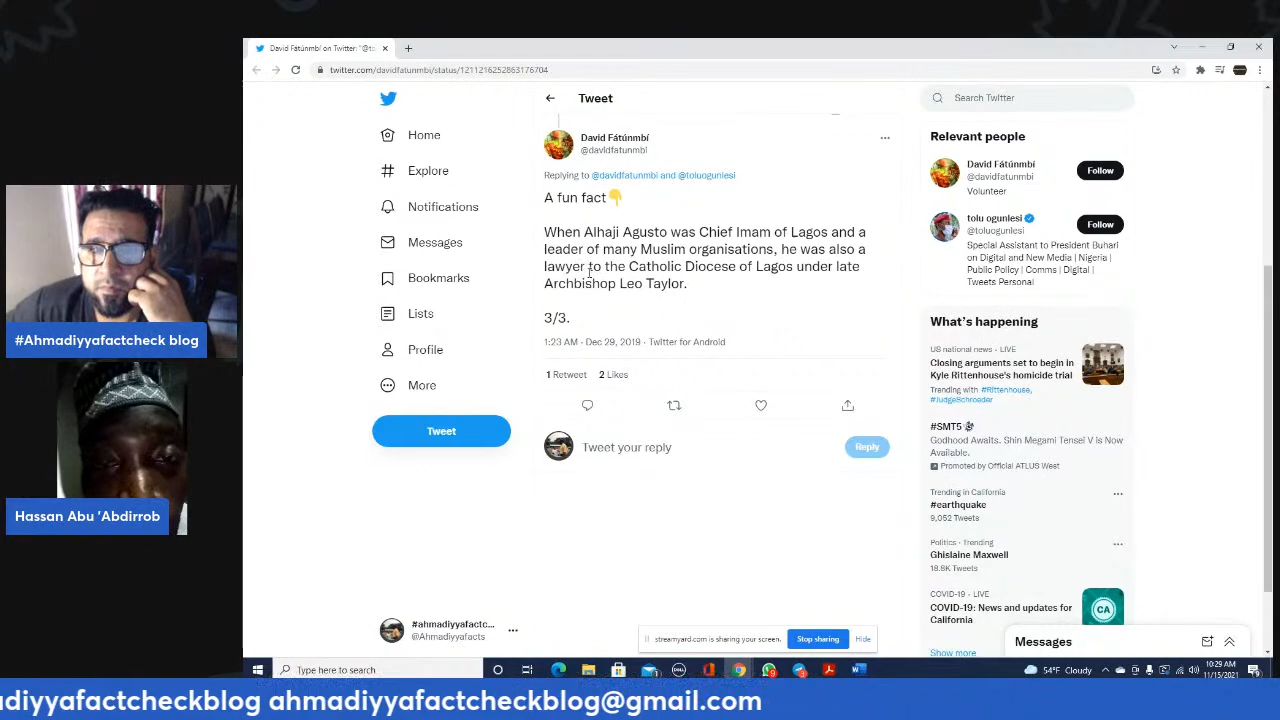 David Fátúnmbí on Twitter: "@to
twitter.com/davidfatunmbi/status/1211216252863176704
Home
Explore
Notifications
Messages
Bookmarks
Lists
Profile
More
Tweet
#ahmadiyyafactc...
@Ahmadiyyafacts
Tweet
David Fátúnmbí
@davidfatunmbi
Replying to @davidfatunmbi and @toluogunlesi
A fun fact👇
When Alhaji Agusto was Chief Imam of Lagos and a
leader of many Muslim organisations, he was also a
lawyer to the Catholic Diocese of Lagos under late
Archbishop Leo Taylor.
3/3.
1:23 AM · Dec 29, 2019 · Twitter for Android
1 Retweet 2 Likes
Tweet your reply
Reply
Search Twitter
Relevant people
David Fátúnmbí
@davidfatunmbi
Follow
Volunteer
tolu ogunlesi
@toluogunlesi
Follow
Special Assistant to President Buhari
on Digital and New Media | Nigeria |
Public Policy | Comms | Digital |
Tweets Personal
What's happening
US national news · LIVE
Closing arguments set to begin in
Kyle Rittenhouse's homicide trial
Trending with #Rittenhouse,
#JudgeSchroeder
#SMT5
Godhood Awaits. Shin Megami Tensei V is Now
Available.
Promoted by Official ATLUS West
Trending in California
#earthquake
9,052 Tweets
Politics · Trending
Ghislaine Maxwell
18.8K Tweets
COVID-19 · LIVE
COVID-19: News and updates for
California
CA
Show more
Messages
streamyard.com is sharing your screen.
Stop sharing
Hide
Type here to search
54°F Cloudy
10:29 AM
11/15/2021
#Ahmadiyyafactcheck blog
Hassan Abu 'Abdirrob
adiyyafactcheckblog ahmadiyyafactcheckblog@gmail.com